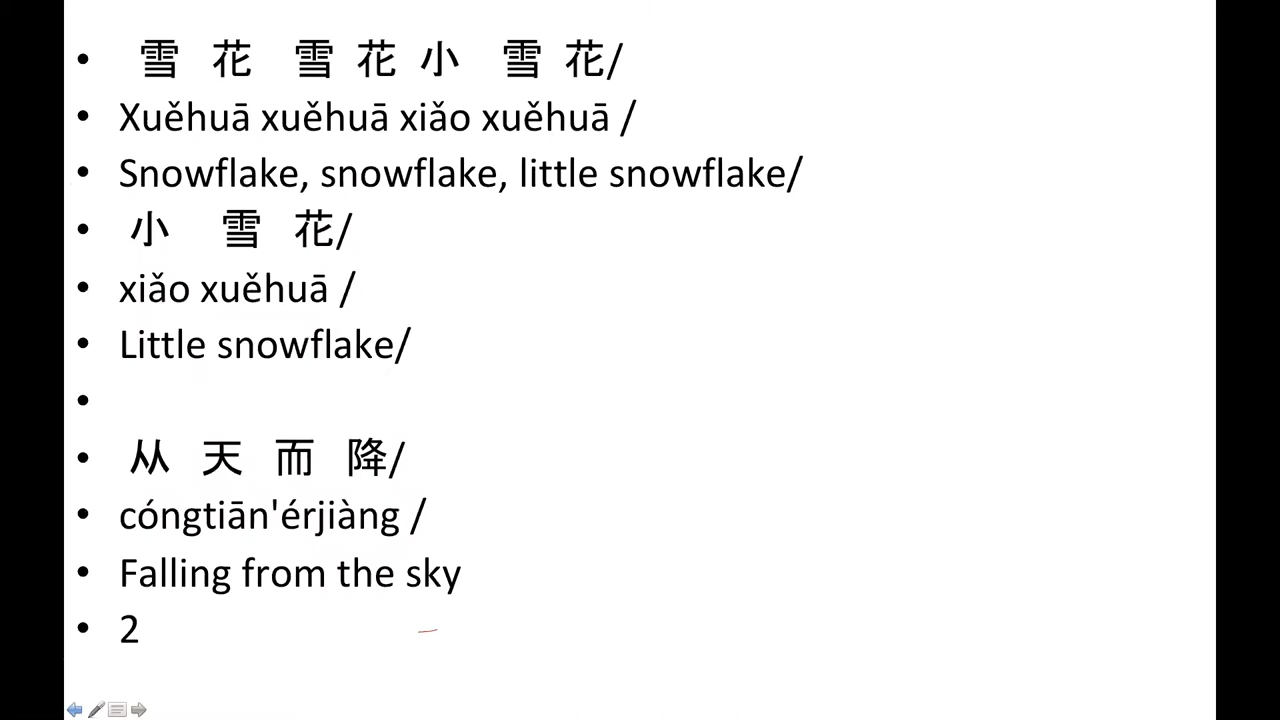 • 雪 花 雪 花 小 雪 花/
• Xuěhuā xuěhuā xiǎo xuěhuā /
• Snowflake, snowflake, little snowflake/
• 小 雪 花/
• xiǎo xuěhuā /
• Little snowflake/
•
• 从 天 而 降/
• cóngtiān'érjiàng /
• Falling from the sky
• 2